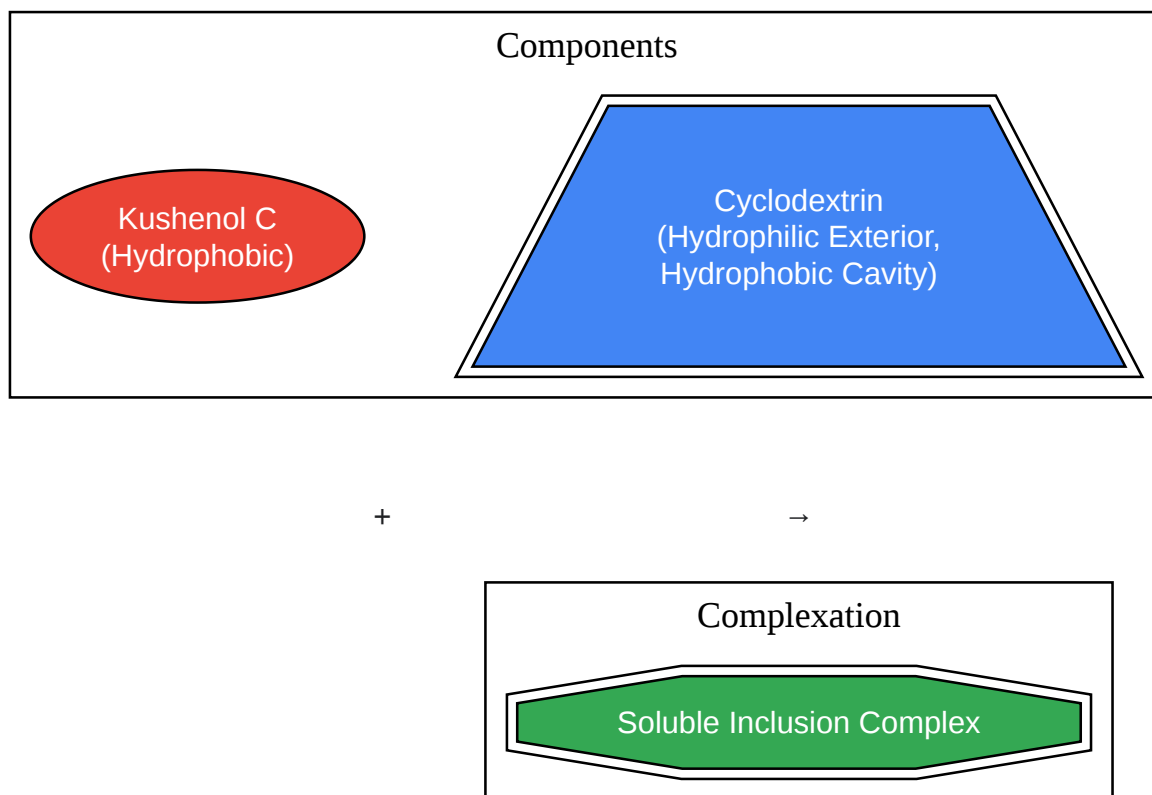 Components
Kushenol C
(Hydrophobic)
Cyclodextrin
(Hydrophilic Exterior,
Hydrophobic Cavity)
+
→
Complexation
Soluble Inclusion Complex